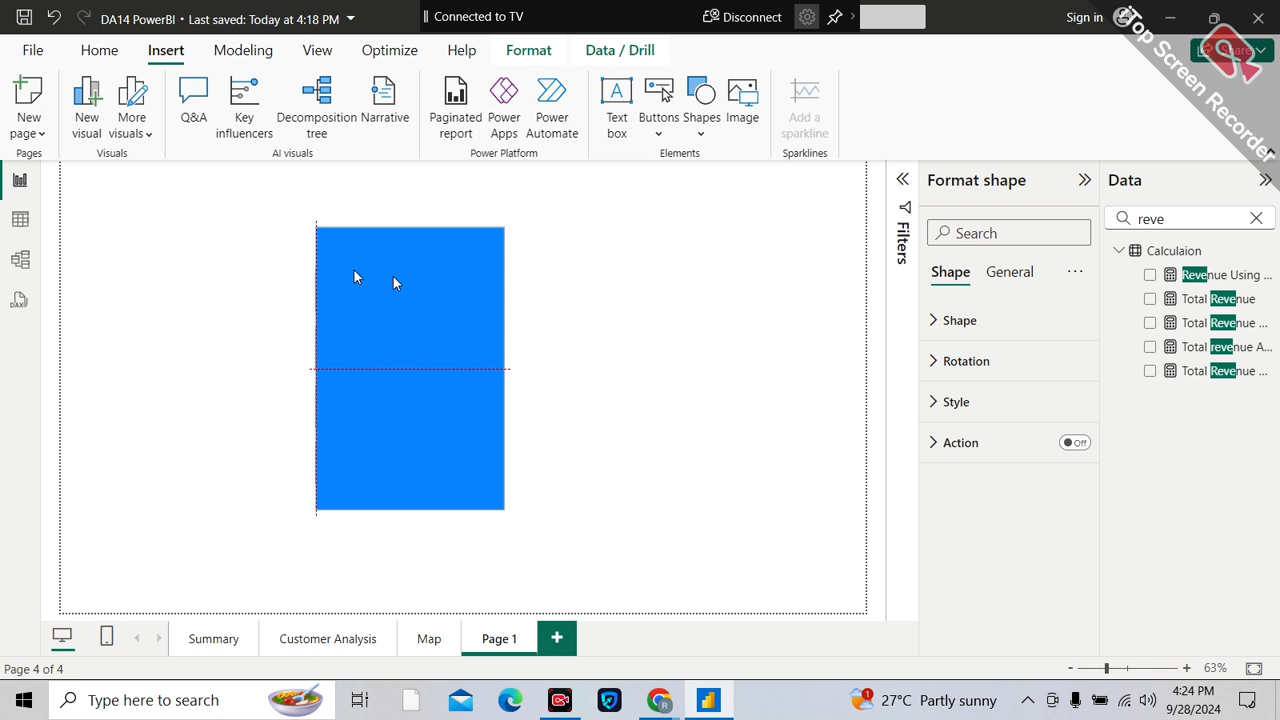 DA14 PowerBI • Last saved: Today at 4:18 PM
Connected to TV
Disconnect
Sign in
iTop Screen Recorder
File Home Insert Modeling View Optimize Help Format Data / Drill
Share
New page
New visual
More visuals
Q&A
Key influencers
Decomposition tree
Narrative
Paginated report
Power Apps
Power Automate
Text box
Buttons
Shapes
Image
Add a sparkline
Pages
Visuals
AI visuals
Power Platform
Elements
Sparklines
Filters
Format shape
Search
Shape General ...
Shape
Rotation
Style
Action Off
Data
reve
Calculaion
Revenue Using ...
Total Revenue
Total Revenue ...
Total revenue A...
Total Revenue ...
DAX
Summary Customer Analysis Map Page 1
Page 4 of 4
63%
Type here to search
27°C Partly sunny
4:24 PM
9/28/2024